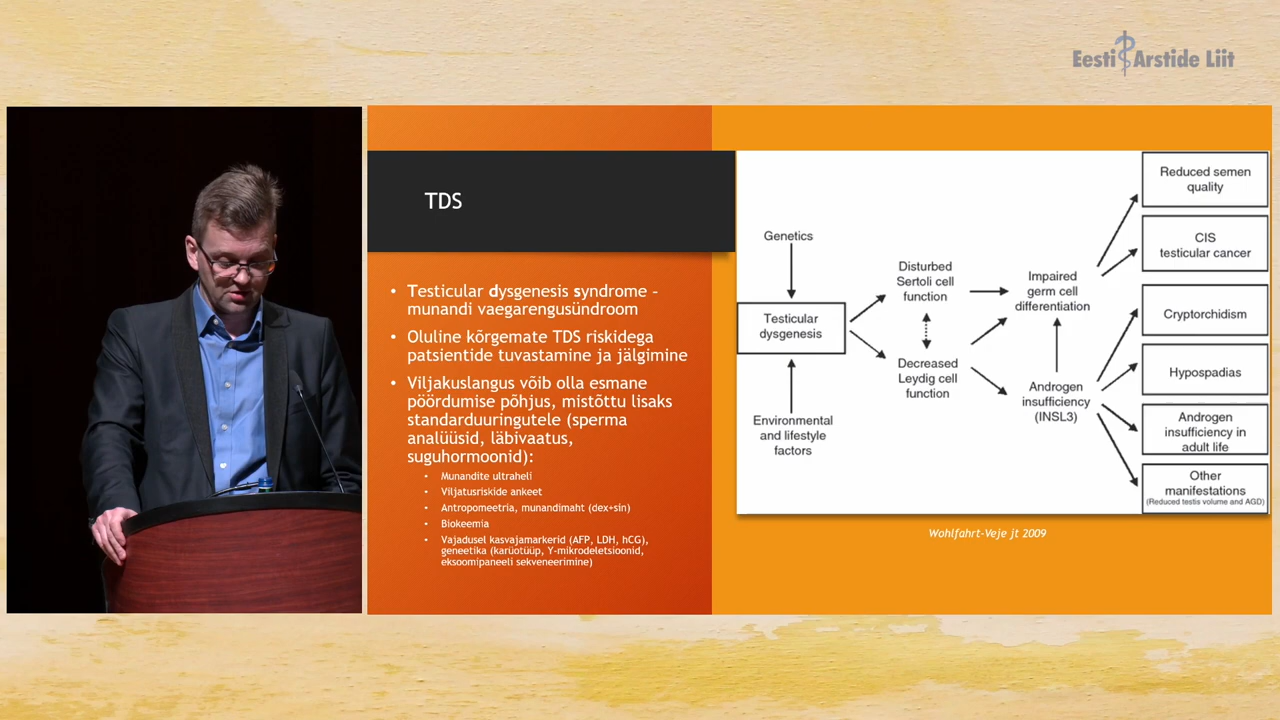 Eesti Arstide Liit
TDS
• Testicular dysgenesis syndrome –
munandi vaegarengusündroom
• Oluline kõrgemate TDS riskidega
patsientide tuvastamine ja jälgimine
• Viljakuslangus võib olla esmane
pöördumise põhjus, mistõttu lisaks
standarduuringutele (sperma
analüüsid, läbivaatus,
suguhormoonid):
• Munandite ultraheli
• Viljatusriskide ankeet
• Antropomeetria, munandimaht (dex+sin)
• Biokeemia
• Vajadusel kasvajamarkerid (AFP, LDH, hCG),
geneetika (karüotüüp, Y-mikrodeletsioonid,
eksoomipaneeli sekveneerimine)
Genetics
Testicular
dysgenesis
Environmental
and lifestyle
factors
Disturbed
Sertoli cell
function
Decreased
Leydig cell
function
Impaired
germ cell
differentiation
Androgen
insufficiency
(INSL3)
Reduced semen
quality
CIS
testicular cancer
Cryptorchidism
Hypospadias
Androgen
insufficiency in
adult life
Other
manifestations
(Reduced testis volume and AGD)
Wohlfahrt-Veje jt 2009